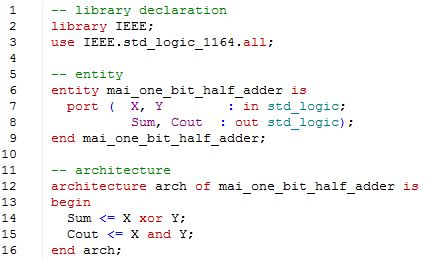 1 -- library declaration
2 library IEEE;
3 use IEEE.std_logic_1164.all;
4
5 -- entity
6 entity mai_one_bit_half_adder is
7   port (  X, Y         : in std_logic;
8           Sum, Cout  : out std_logic);
9 end mai_one_bit_half_adder;
10
11 -- architecture
12 architecture arch of mai_one_bit_half_adder is
13 begin
14   Sum <= X xor Y;
15   Cout <= X and Y;
16 end arch;